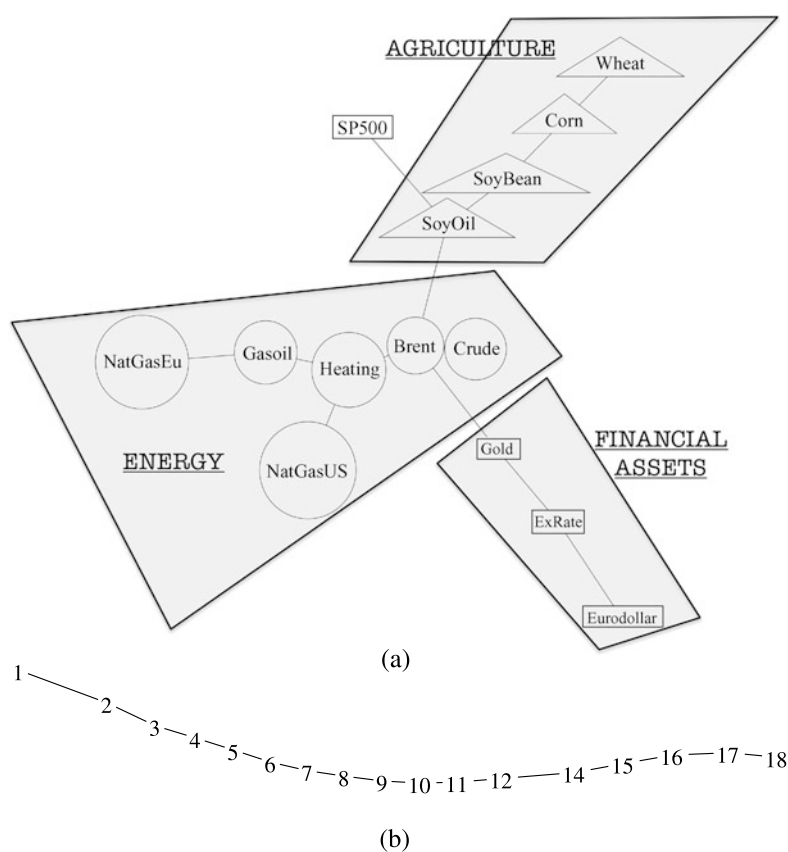 AGRICULTURE
Wheat
Corn
SP500
SoyBean
SoyOil
NatGasEu
Gasoil
Heating
Brent
Crude
NatGasUS
ENERGY
Gold
FINANCIAL
ASSETS
ExRate
Eurodollar
(a)
1 2 3 4 5 6 7 8 9 10 11 12 14 15 16 17 18
(b)